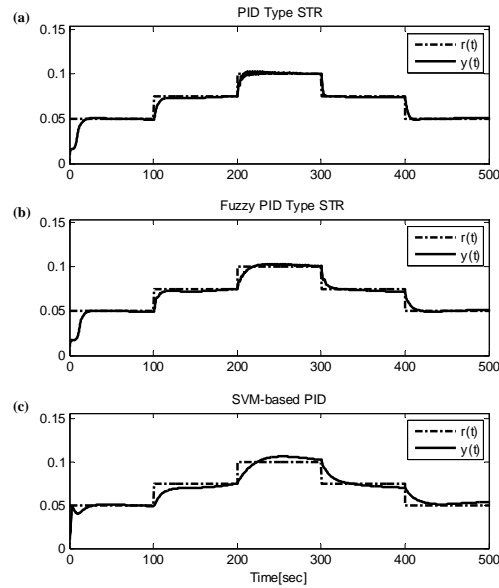 (a)
PID Type STR
0.15
0.1
0.05
0
0 100 200 300 400 500
r(t)
y(t)
(b)
Fuzzy PID Type STR
0.15
0.1
0.05
0
0 100 200 300 400 500
r(t)
y(t)
(c)
SVM-based PID
0.15
0.1
0.05
0
0 100 200 300 400 500
r(t)
y(t)
Time[sec]